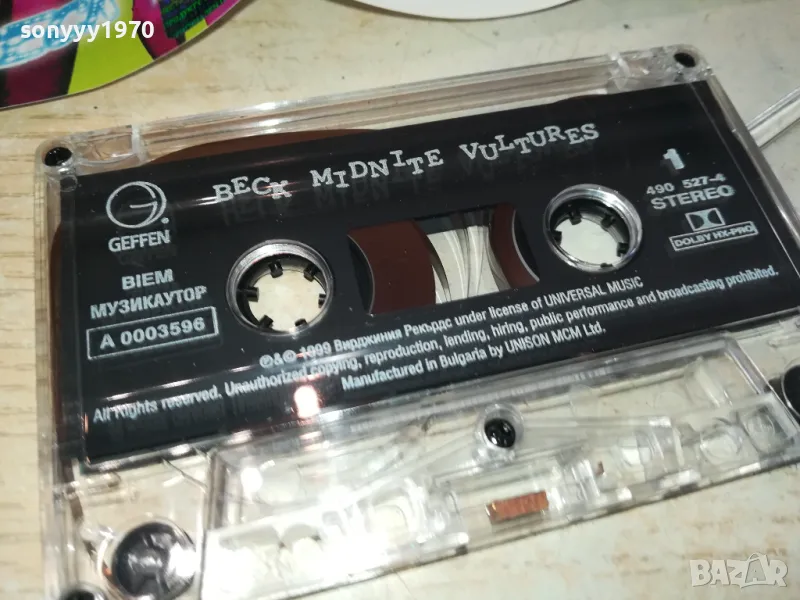 sonyyy1970
BECK MIDNITE VULTURES
1
490 527-4
STEREO
DOLBY HX-PRO
G
GEFFEN
BIEM
МУЗИКАУТОР
A 0003596
℗&© 1999 Вирджиния Рекърдс under license of UNIVERSAL MUSIC
All rights reserved. Unauthorized copying, reproduction, lending, hiring, public performance and broadcasting prohibited.
Manufactured in Bulgaria by UNISON MCM Ltd.
BAZAR